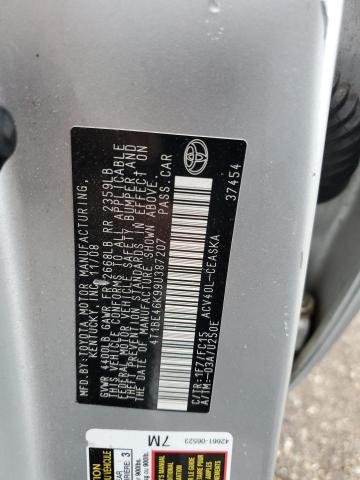 MFD. BY: TOYOTA MOTOR MANUFACTURING,
KENTUCKY, INC. 11/08
GVWR 4400LB GAWR FR 2668LB RR 2359LB
THIS VEHICLE CONFORMS TO ALL APPLICABLE
FEDERAL MOTOR VEHICLE SAFETY, BUMPER, AND
THEFT PREVENTION STANDARDS IN EFFECT ON
THE DATE OF MANUFACTURE SHOWN ABOVE.
4T1BE46K99U387207 PASS.CAR
C/TR:1F7/FC15 ACV40L-CEASKA
A/TM:-03A/U250E 37454
7M 42661-06523